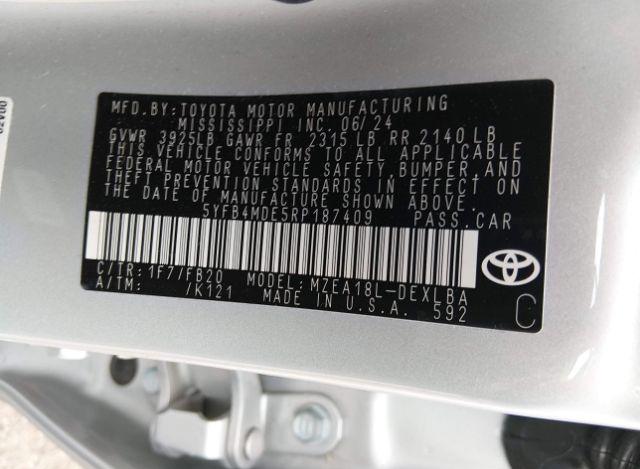 MFD.BY:TOYOTA MOTOR MANUFACTURING
MISSISSIPPI INC. 06/24
GVWR 3925LB GAWR FR 2315 LB RR 2140 LB
THIS VEHICLE CONFORMS TO ALL APPLICABLE
FEDERAL MOTOR VEHICLE SAFETY, BUMPER, AND
THEFT PREVENTION STANDARDS IN EFFECT ON
THE DATE OF MANUFACTURE SHOWN ABOVE.
5YFB4MDE5RP187409 PASS.CAR
C/TR: 1F7/FB20 MODEL: MZEA18L-DEXLBA
A/TM: /K121 MADE IN U.S.A. 592
TOYOTA
C